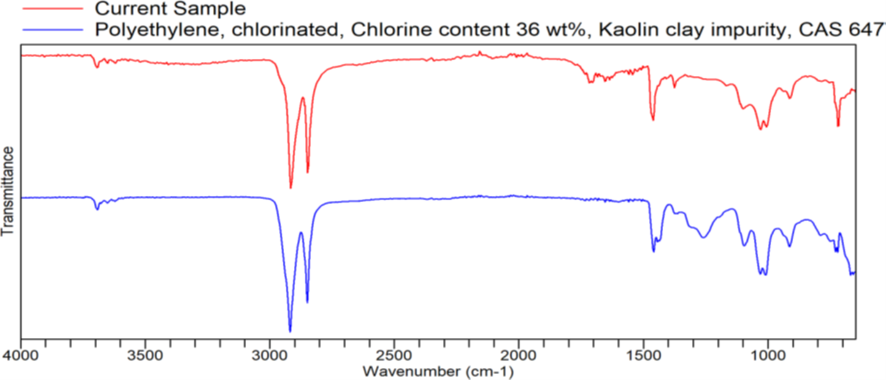 Current Sample
Polyethylene, chlorinated, Chlorine content 36 wt%, Kaolin clay impurity, CAS 647
Transmittance
4000 3500 3000 2500 2000 1500 1000
Wavenumber (cm-1)